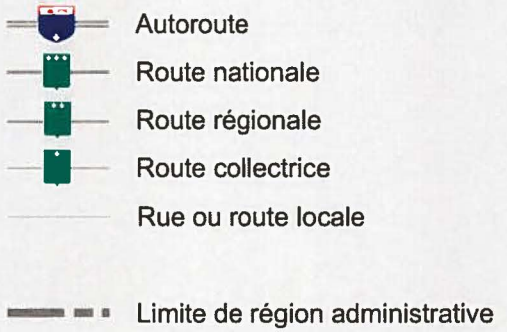 Autoroute
Route nationale
Route régionale
Route collectrice
Rue ou route locale
Limite de région administrative